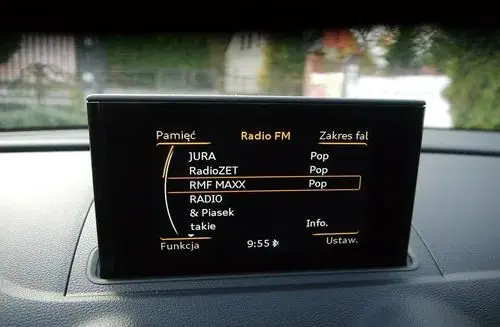 Pamięć Radio FM Zakres fal
JURA Pop
RadioZET Pop
RMF MAXX Pop
RADIO
& Piasek
takie Info.
Funkcja 9:55 Ustaw.